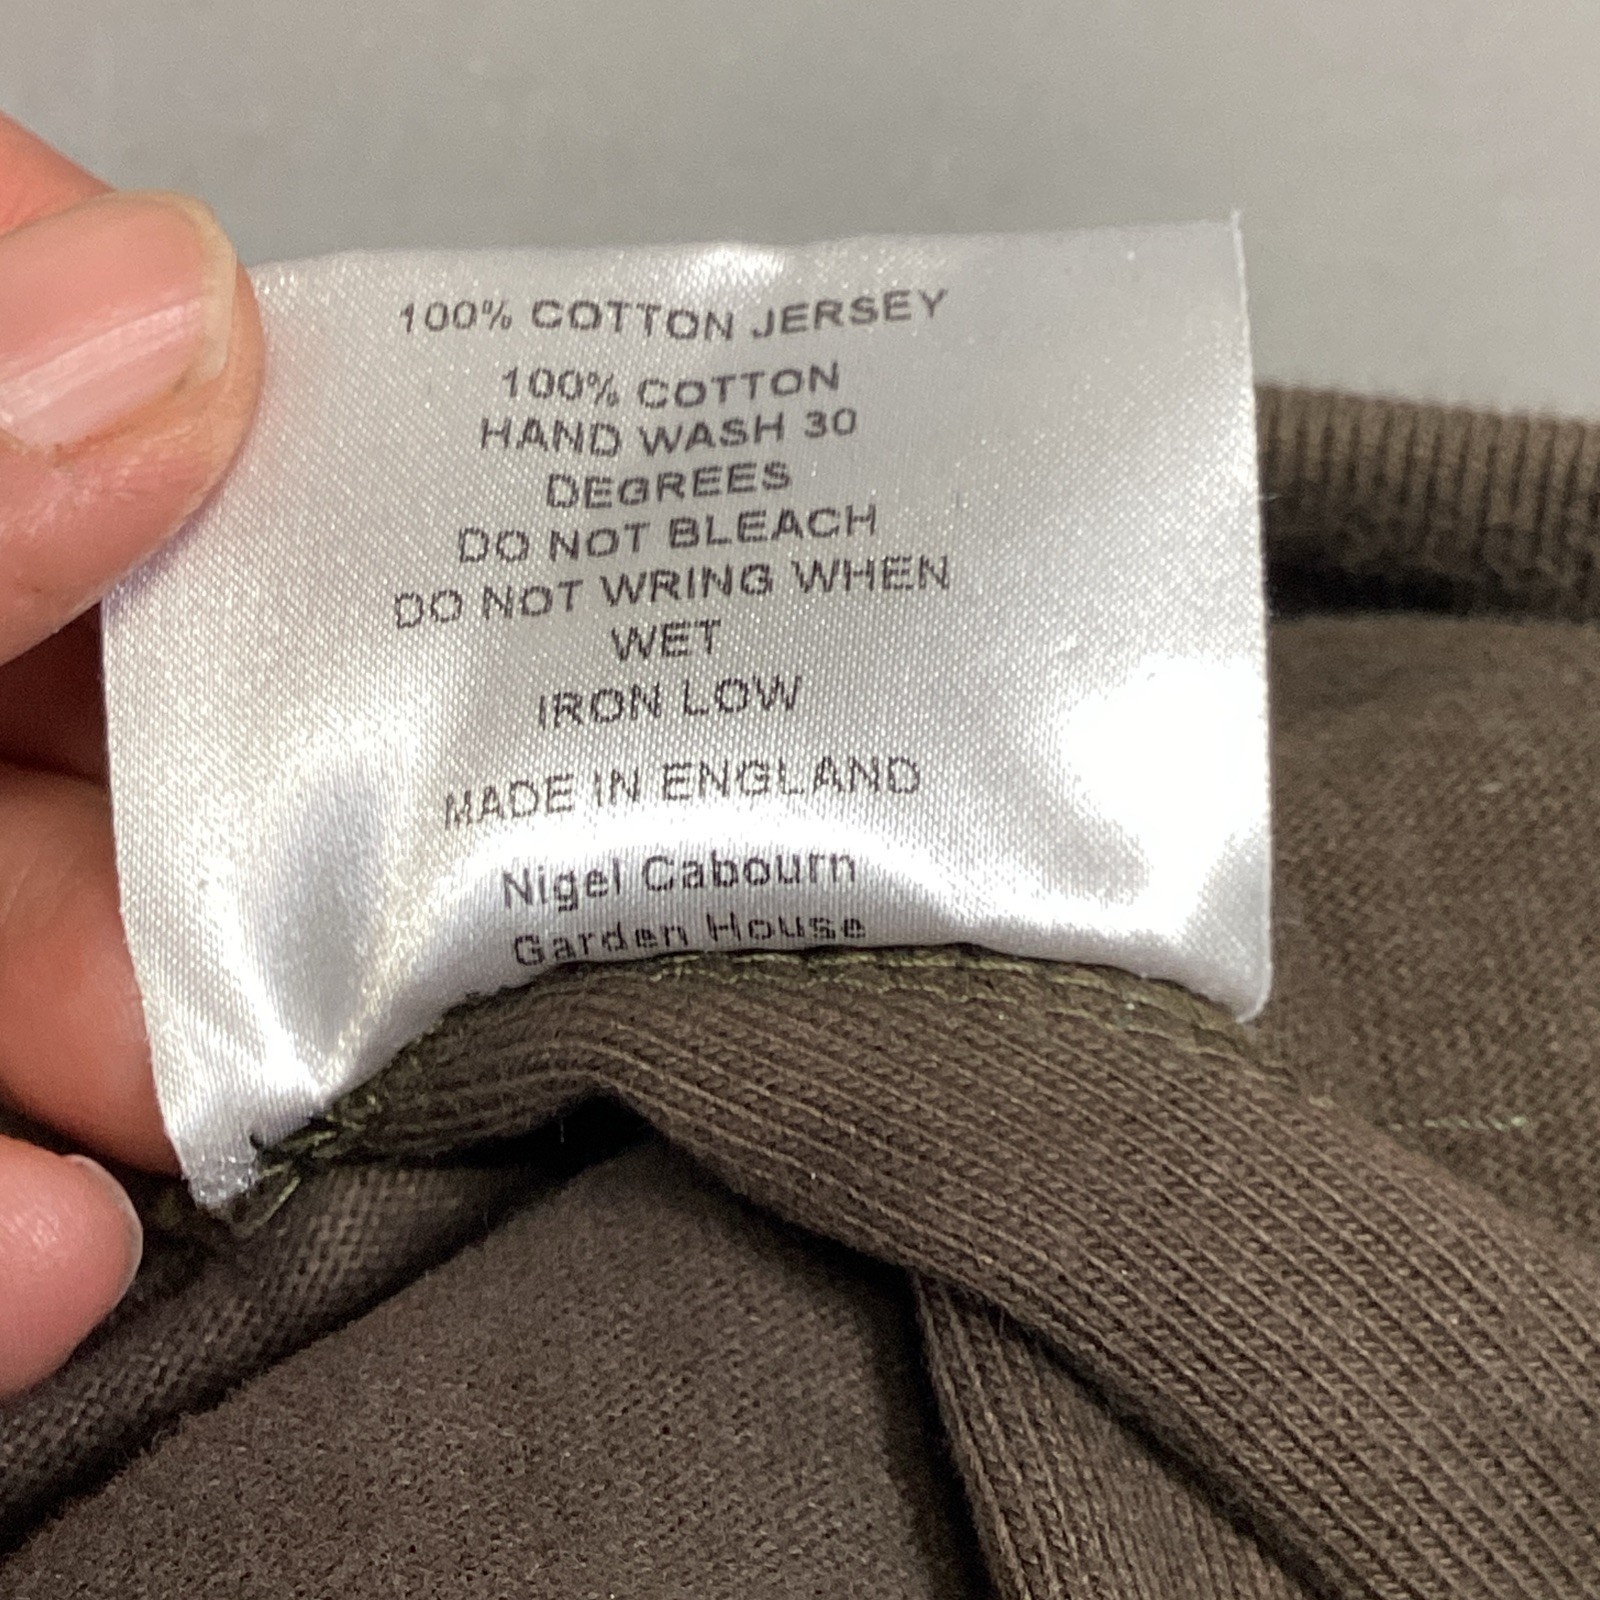 100% COTTON JERSEY
100% COTTON
HAND WASH 30
DEGREES
DO NOT BLEACH
DO NOT WRING WHEN
WET
IRON LOW
MADE IN ENGLAND
Nigel Cabourn
Garden House